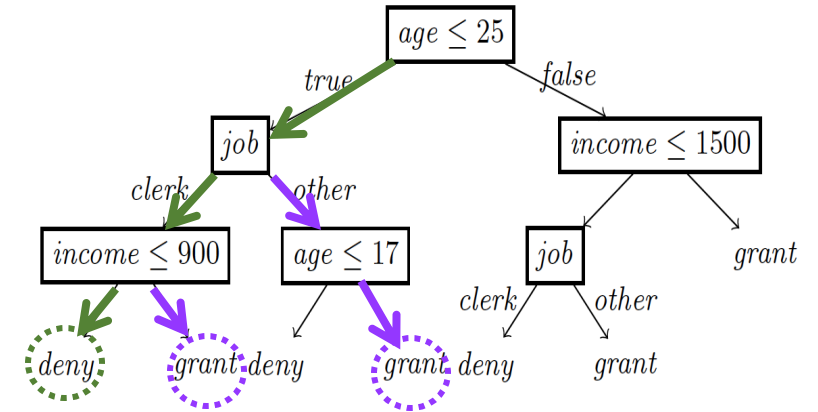 age ≤ 25
true
false
job
income ≤ 1500
clerk
other
income ≤ 900
age ≤ 17
job
grant
clerk
other
deny
grant
deny
grant
deny
grant